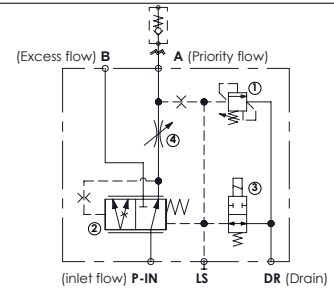 (Excess flow) B A (Priority flow)
1
4
3
2
(inlet flow) P-IN LS DR (Drain)